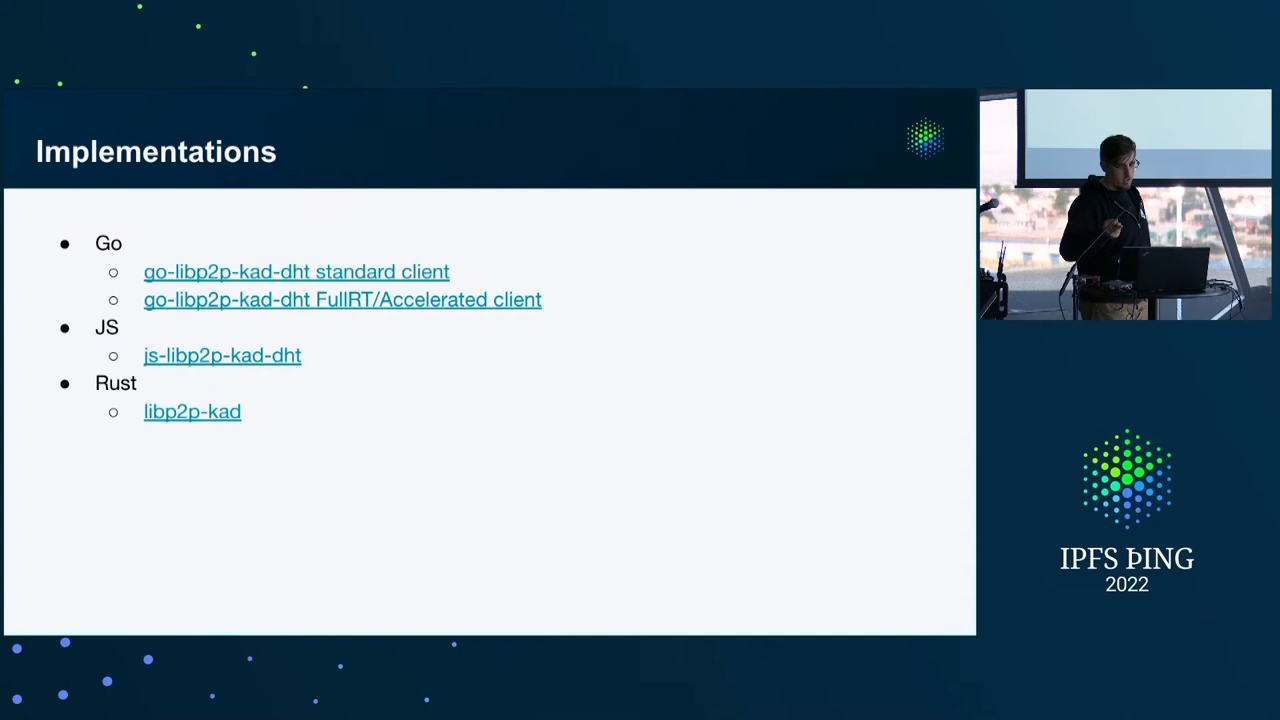 Implementations
● Go
○ go-libp2p-kad-dht standard client
○ go-libp2p-kad-dht FullRT/Accelerated client
● JS
○ js-libp2p-kad-dht
● Rust
○ libp2p-kad
IPFS ÞING
2022